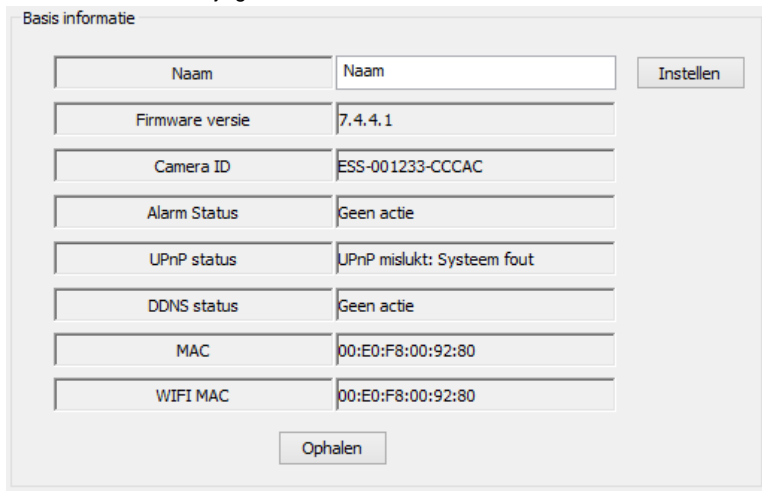 Basis informatie
Naam Naam Instellen
Firmware versie 7.4.4.1
Camera ID ESS-001233-CCCAC
Alarm Status Geen actie
UPnP status UPnP mislukt: Systeem fout
DDNS status Geen actie
MAC 00:E0:F8:00:92:80
WIFI MAC 00:E0:F8:00:92:80
Ophalen